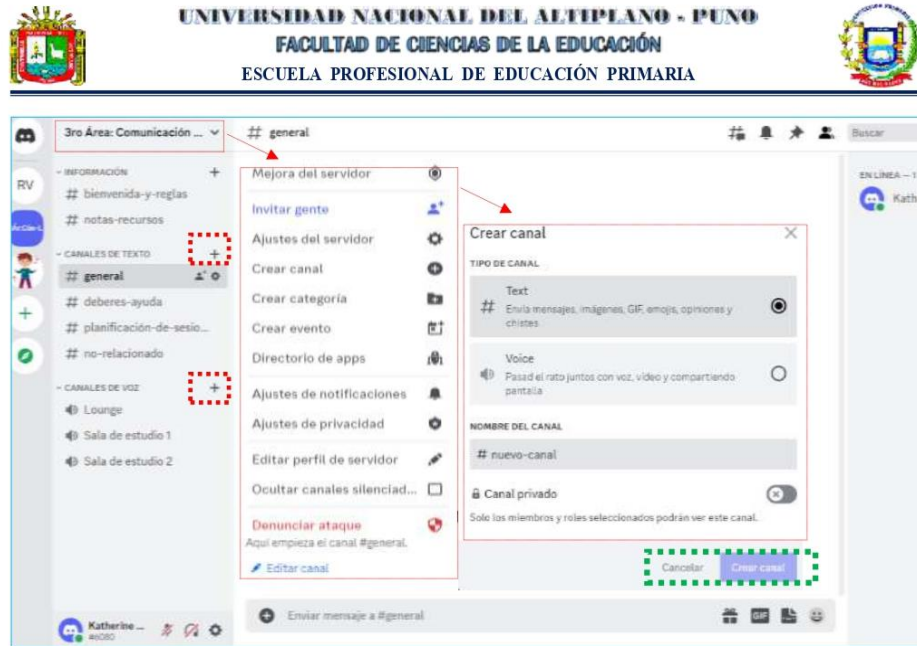 UNIVERSIDAD NACIONAL DEL ALTIPLANO - PUNO
FACULTAD DE CIENCIAS DE LA EDUCACIÓN
ESCUELA PROFESIONAL DE EDUCACIÓN PRIMARIA
3ro Área: Comunicación ...
# general
Buscar
RV
INFORMACIÓN
# bienvenida-y-reglas
# notas-recursos
CANALES DE TEXTO
# general
# deberes-ayuda
# planificación-de-sesio...
# no-relacionado
CANALES DE VOZ
Lounge
Sala de estudio 1
Sala de estudio 2
Katherine ...
Mejora del servidor
Invitar gente
Ajustes del servidor
Crear canal
Crear categoría
Crear evento
Directorio de apps
Ajustes de notificaciones
Ajustes de privacidad
Editar perfil de servidor
Ocultar canales silenciad...
Denunciar ataque
Aquí empieza el canal #general.
Editar canal
Crear canal
TIPO DE CANAL
Text
Envía mensajes, imágenes, GIF, emojis, opiniones y
chistes
Voice
Pasad el rato juntos con voz, vídeo y compartiendo
pantalla
NOMBRE DEL CANAL
# nuevo-canal
Canal privado
Solo los miembros y roles seleccionados podrán ver este canal.
Cancelar
Crear canal
Enviar mensaje a #general
GIF
EN LÍNEA — 1
Kath